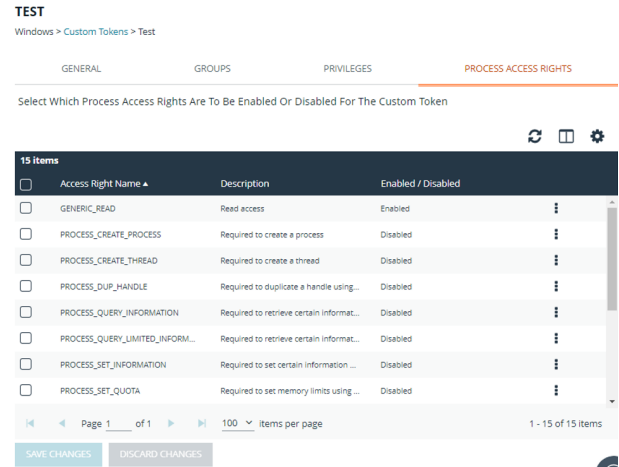 TEST
Windows > Custom Tokens > Test
GENERAL GROUPS PRIVILEGES PROCESS ACCESS RIGHTS
Select Which Process Access Rights Are To Be Enabled Or Disabled For The Custom Token
15 items
Access Right Name Description Enabled / Disabled
GENERIC_READ Read access Enabled
PROCESS_CREATE_PROCESS Required to create a process Disabled
PROCESS_CREATE_THREAD Required to create a thread Disabled
PROCESS_DUP_HANDLE Required to duplicate a handle using... Disabled
PROCESS_QUERY_INFORMATION Required to retrieve certain informat... Disabled
PROCESS_QUERY_LIMITED_INFORM... Required to retrieve certain informat... Disabled
PROCESS_SET_INFORMATION Required to set certain information ... Disabled
PROCESS_SET_QUOTA Required to set memory limits using ... Disabled
Page 1 of 1 100 items per page 1 - 15 of 15 items
SAVE CHANGES DISCARD CHANGES